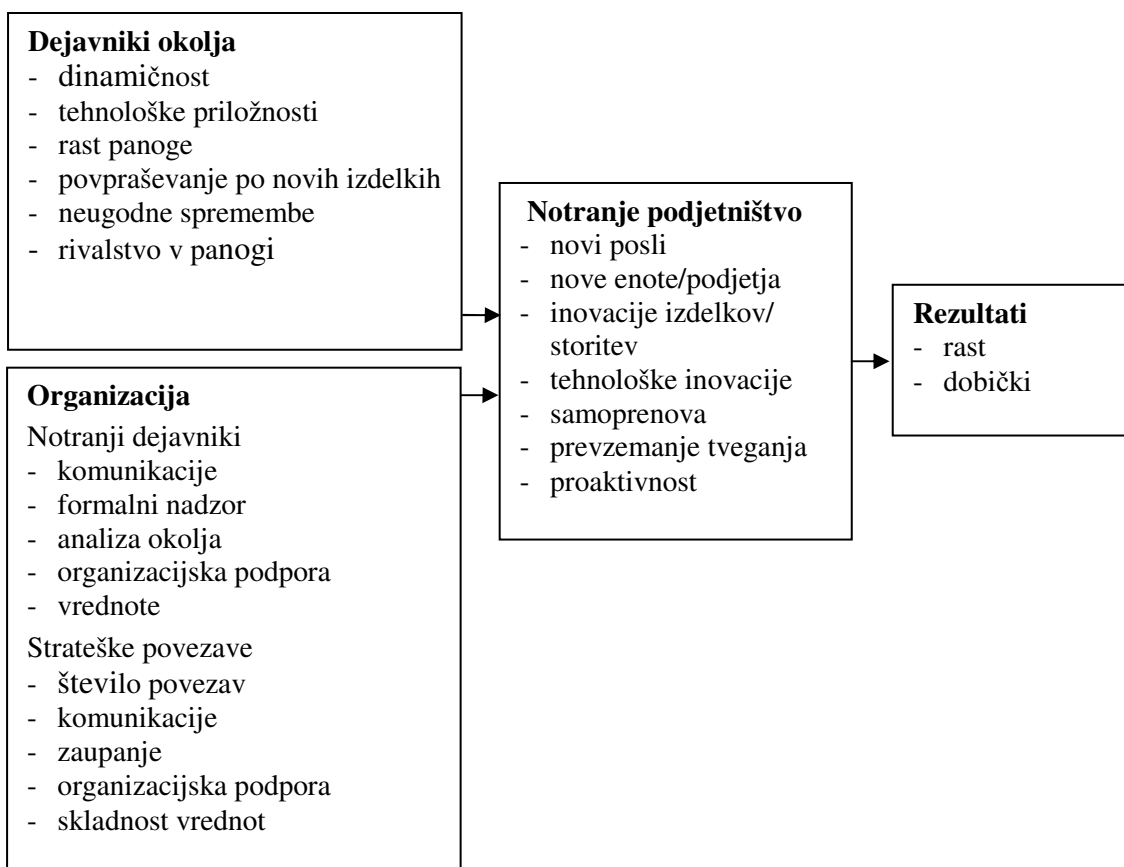 Dejavniki okolja
- dinamičnost
- tehnološke priložnosti
- rast panoge
- povpraševanje po novih izdelkih
- neugodne spremembe
- rivalstvo v panogi
Organizacija
Notranji dejavniki
- komunikacije
- formalni nadzor
- analiza okolja
- organizacijska podpora
- vrednote
Strateške povezave
- število povezav
- komunikacije
- zaupanje
- organizacijska podpora
- skladnost vrednot
Notranje podjetništvo
- novi posli
- nove enote/podjetja
- inovacije izdelkov/
storitev
- tehnološke inovacije
- samoprenova
- prevzemanje tveganja
- proaktivnost
Rezultati
- rast
- dobički